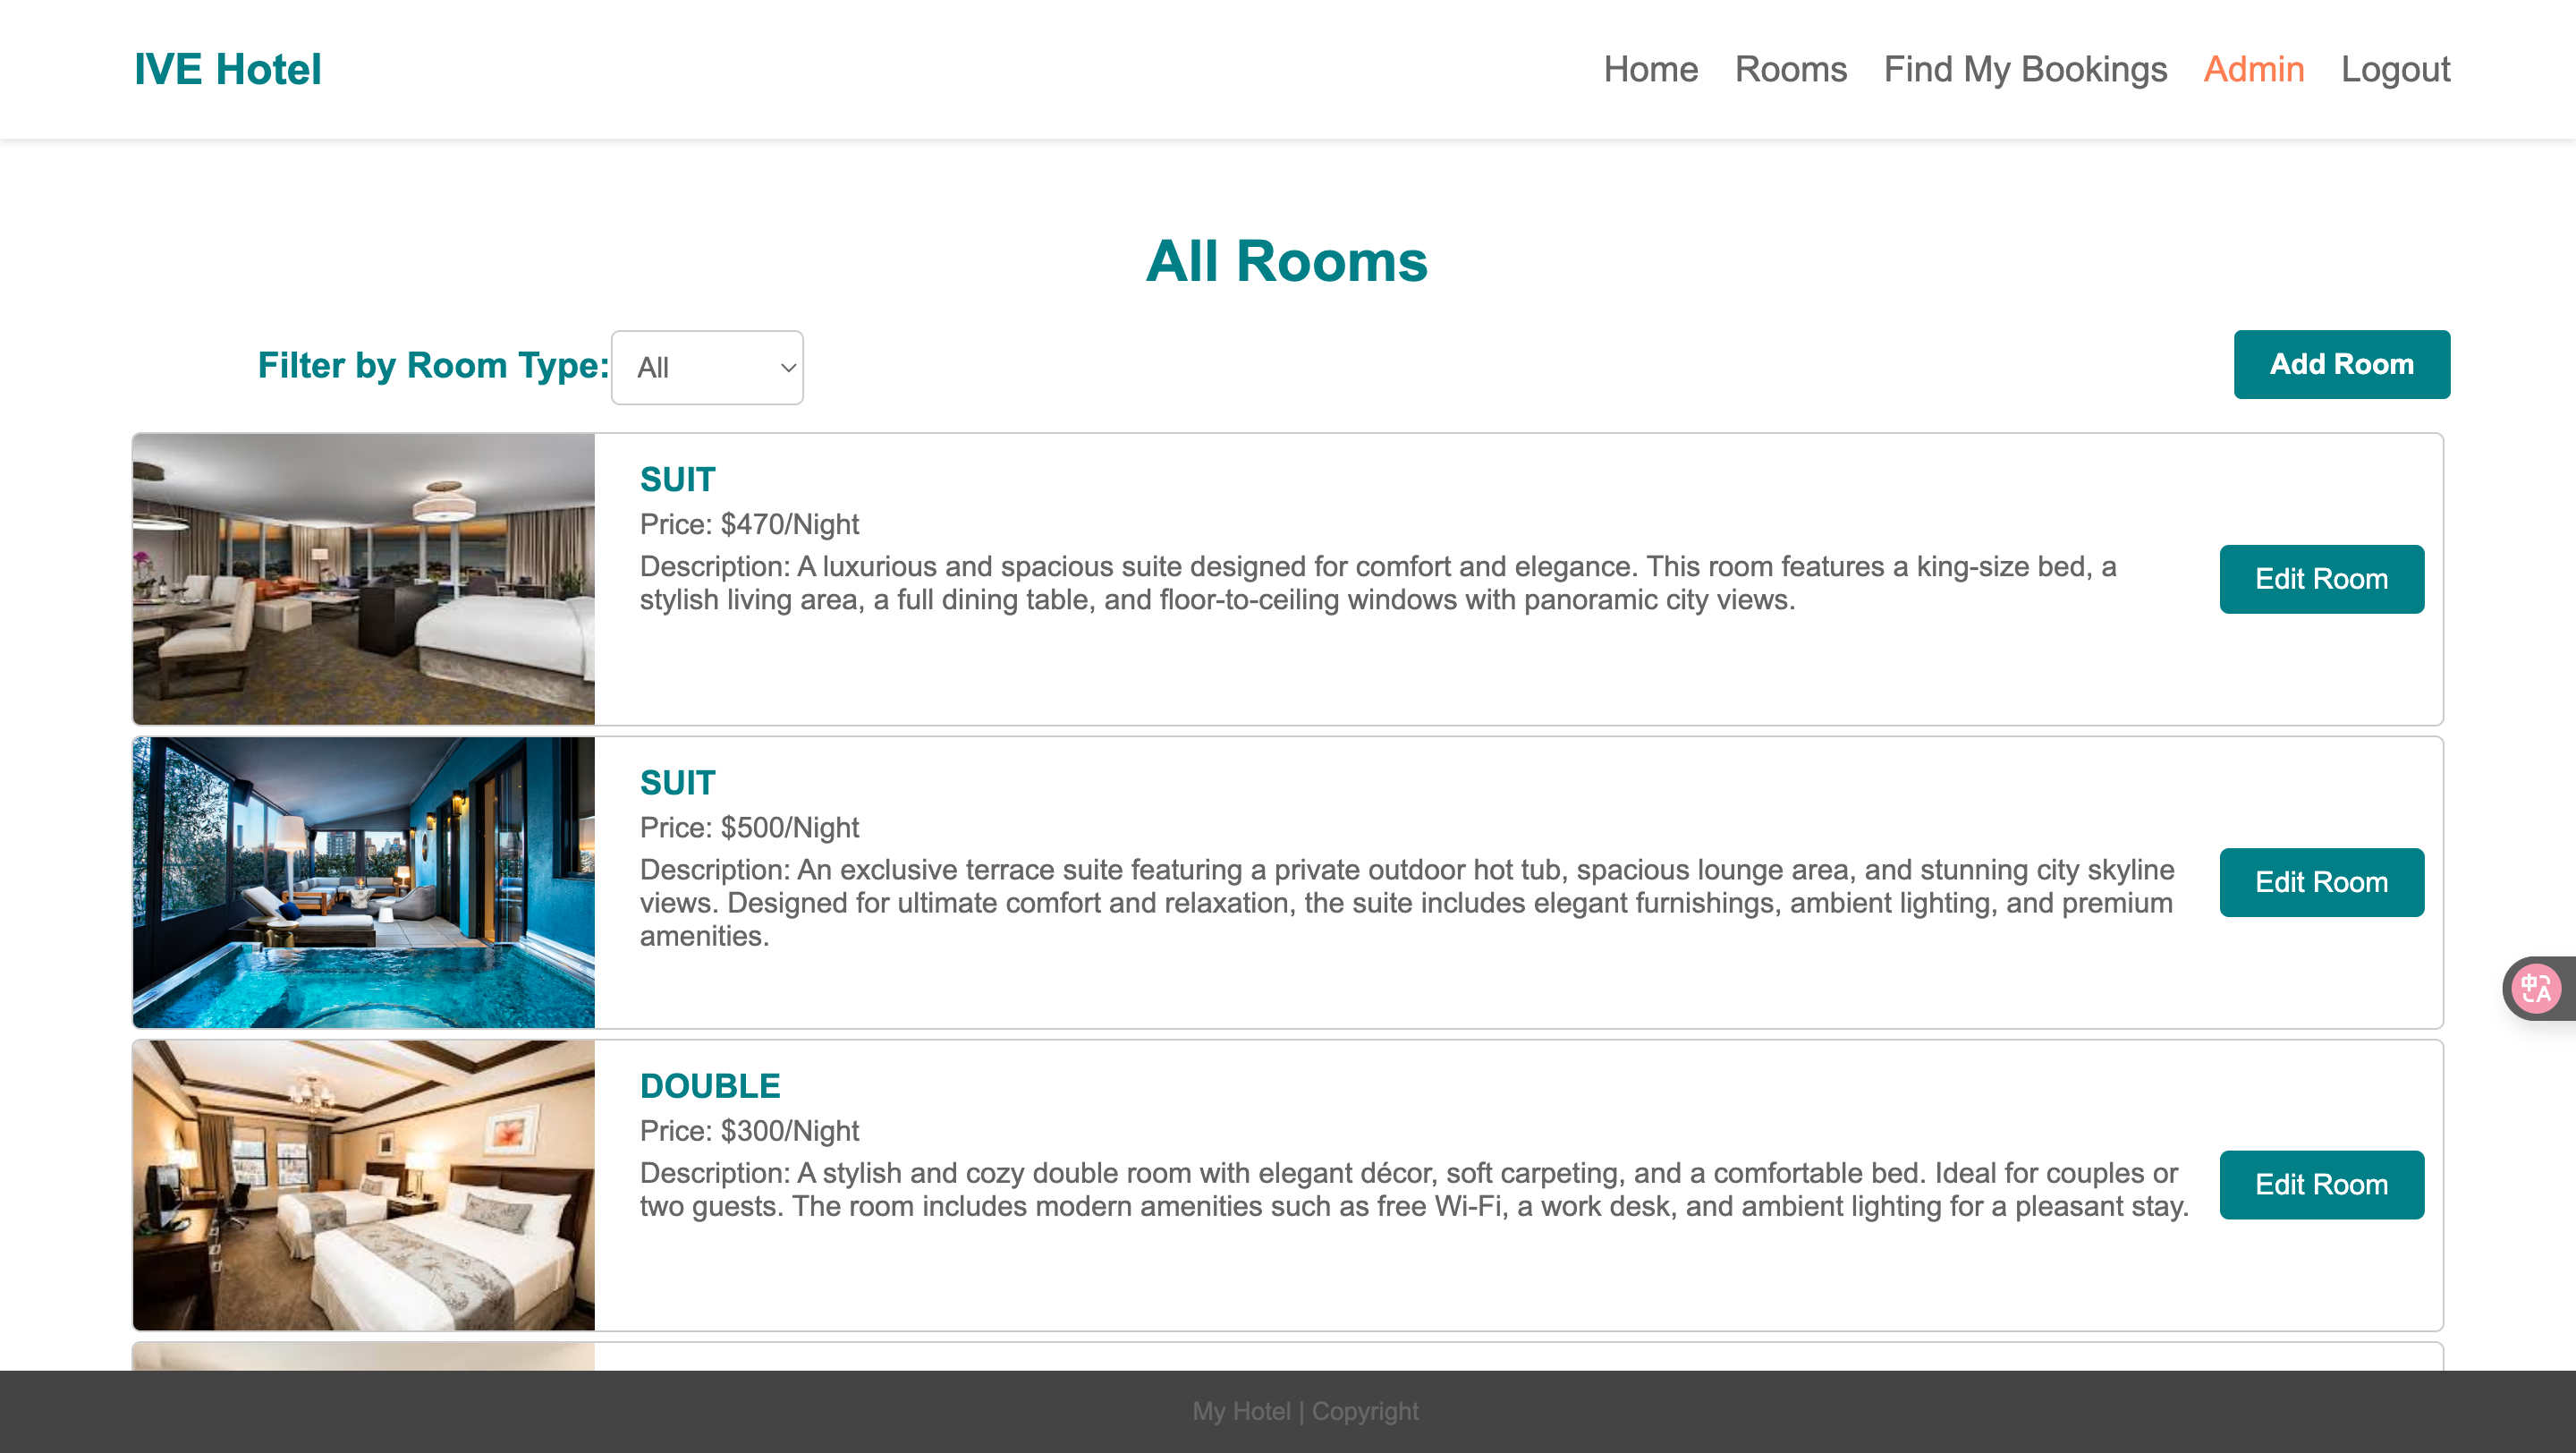 IVE Hotel
Home Rooms Find My Bookings Admin Logout
All Rooms
Filter by Room Type: All
Add Room
SUIT
Price: $470/Night
Description: A luxurious and spacious suite designed for comfort and elegance. This room features a king-size bed, a
stylish living area, a full dining table, and floor-to-ceiling windows with panoramic city views.
Edit Room
SUIT
Price: $500/Night
Description: An exclusive terrace suite featuring a private outdoor hot tub, spacious lounge area, and stunning city skyline
views. Designed for ultimate comfort and relaxation, the suite includes elegant furnishings, ambient lighting, and premium
amenities.
Edit Room
中A
DOUBLE
Price: $300/Night
Description: A stylish and cozy double room with elegant décor, soft carpeting, and a comfortable bed. Ideal for couples or
two guests. The room includes modern amenities such as free Wi-Fi, a work desk, and ambient lighting for a pleasant stay.
Edit Room
My Hotel | Copyright